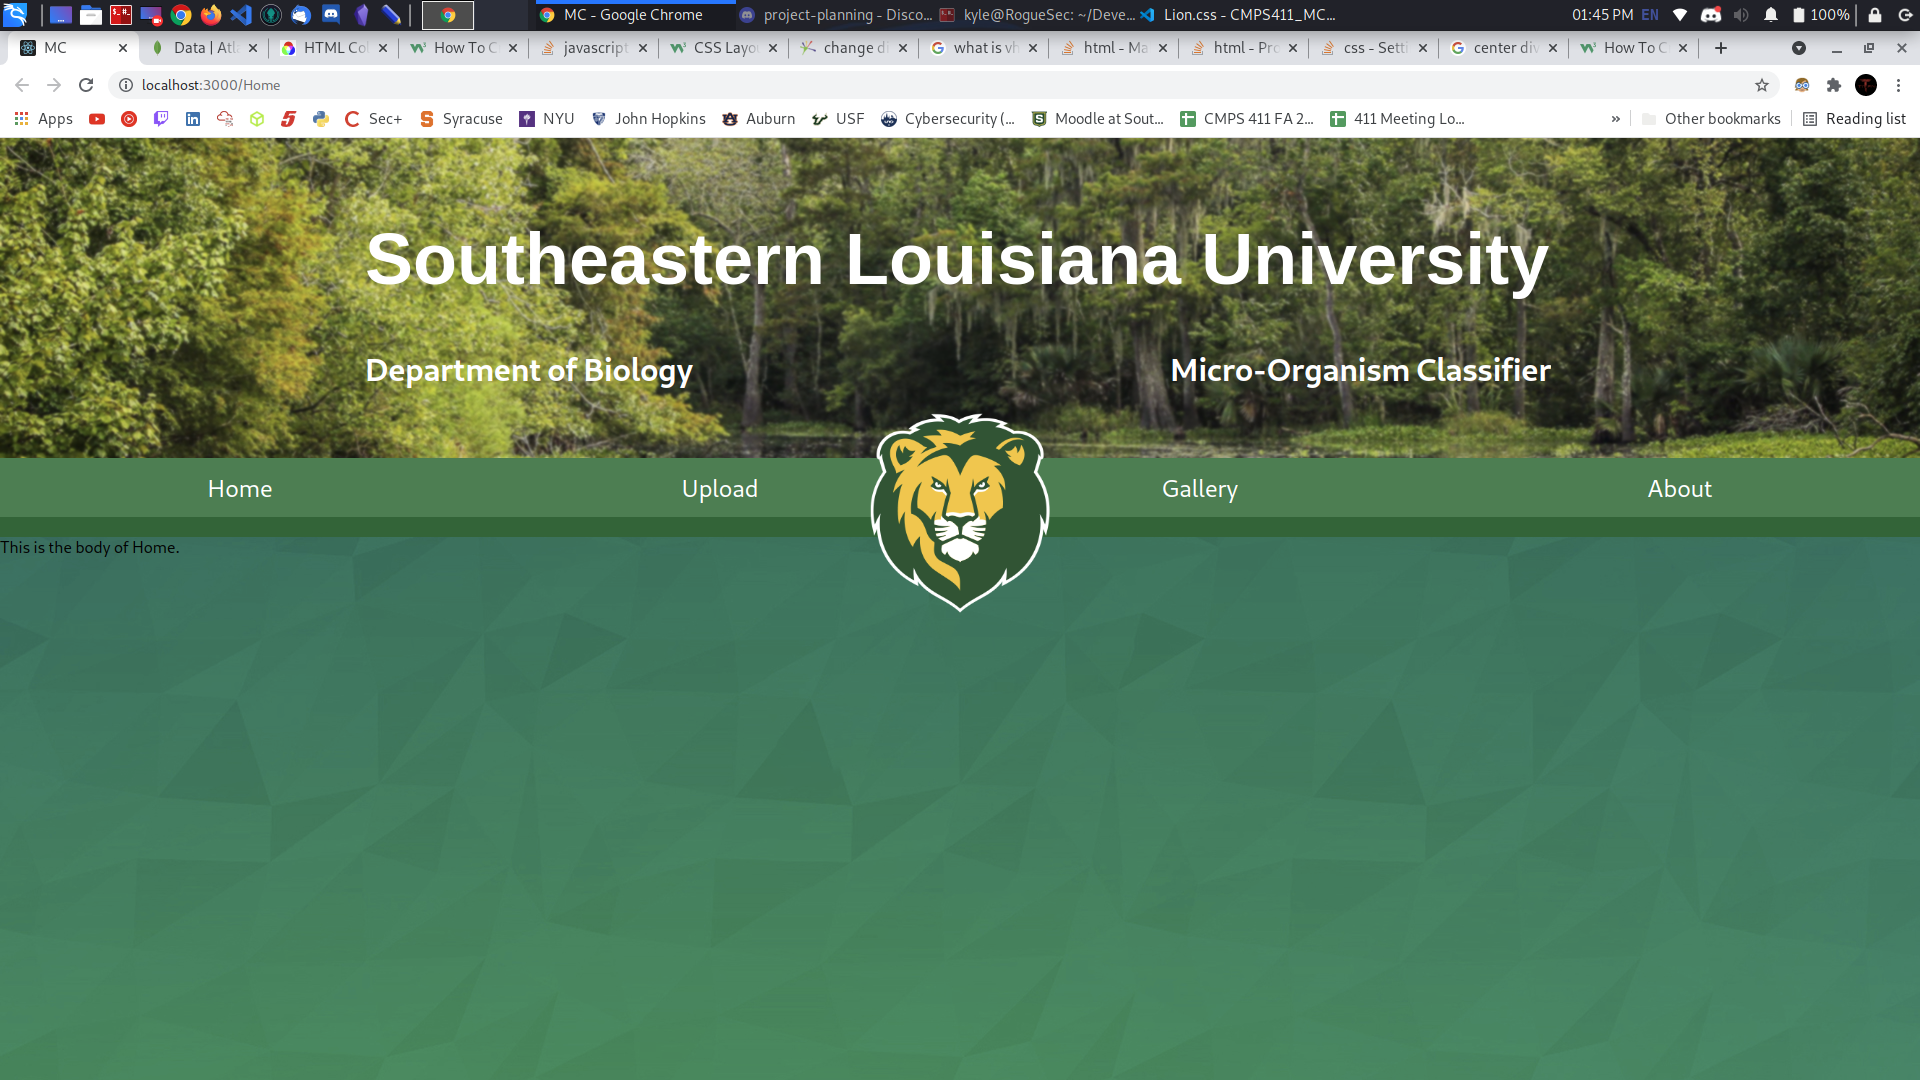 MC - Google Chrome project-planning - Disco... kyle@RogueSec: ~/Deve... Lion.css - CMPS411_MC... 01:45 PM EN 100%
MC Data | Atla HTML Col How To C javascript CSS Layou change di what is vh html - Ma html - Pro css - Setti center div How To C
localhost:3000/Home
Apps Sec+ Syracuse NYU John Hopkins Auburn USF Cybersecurity (... Moodle at Sout... CMPS 411 FA 2... 411 Meeting Lo... » Other bookmarks Reading list
Southeastern Louisiana University
Department of Biology Micro-Organism Classifier
Home Upload Gallery About
This is the body of Home.